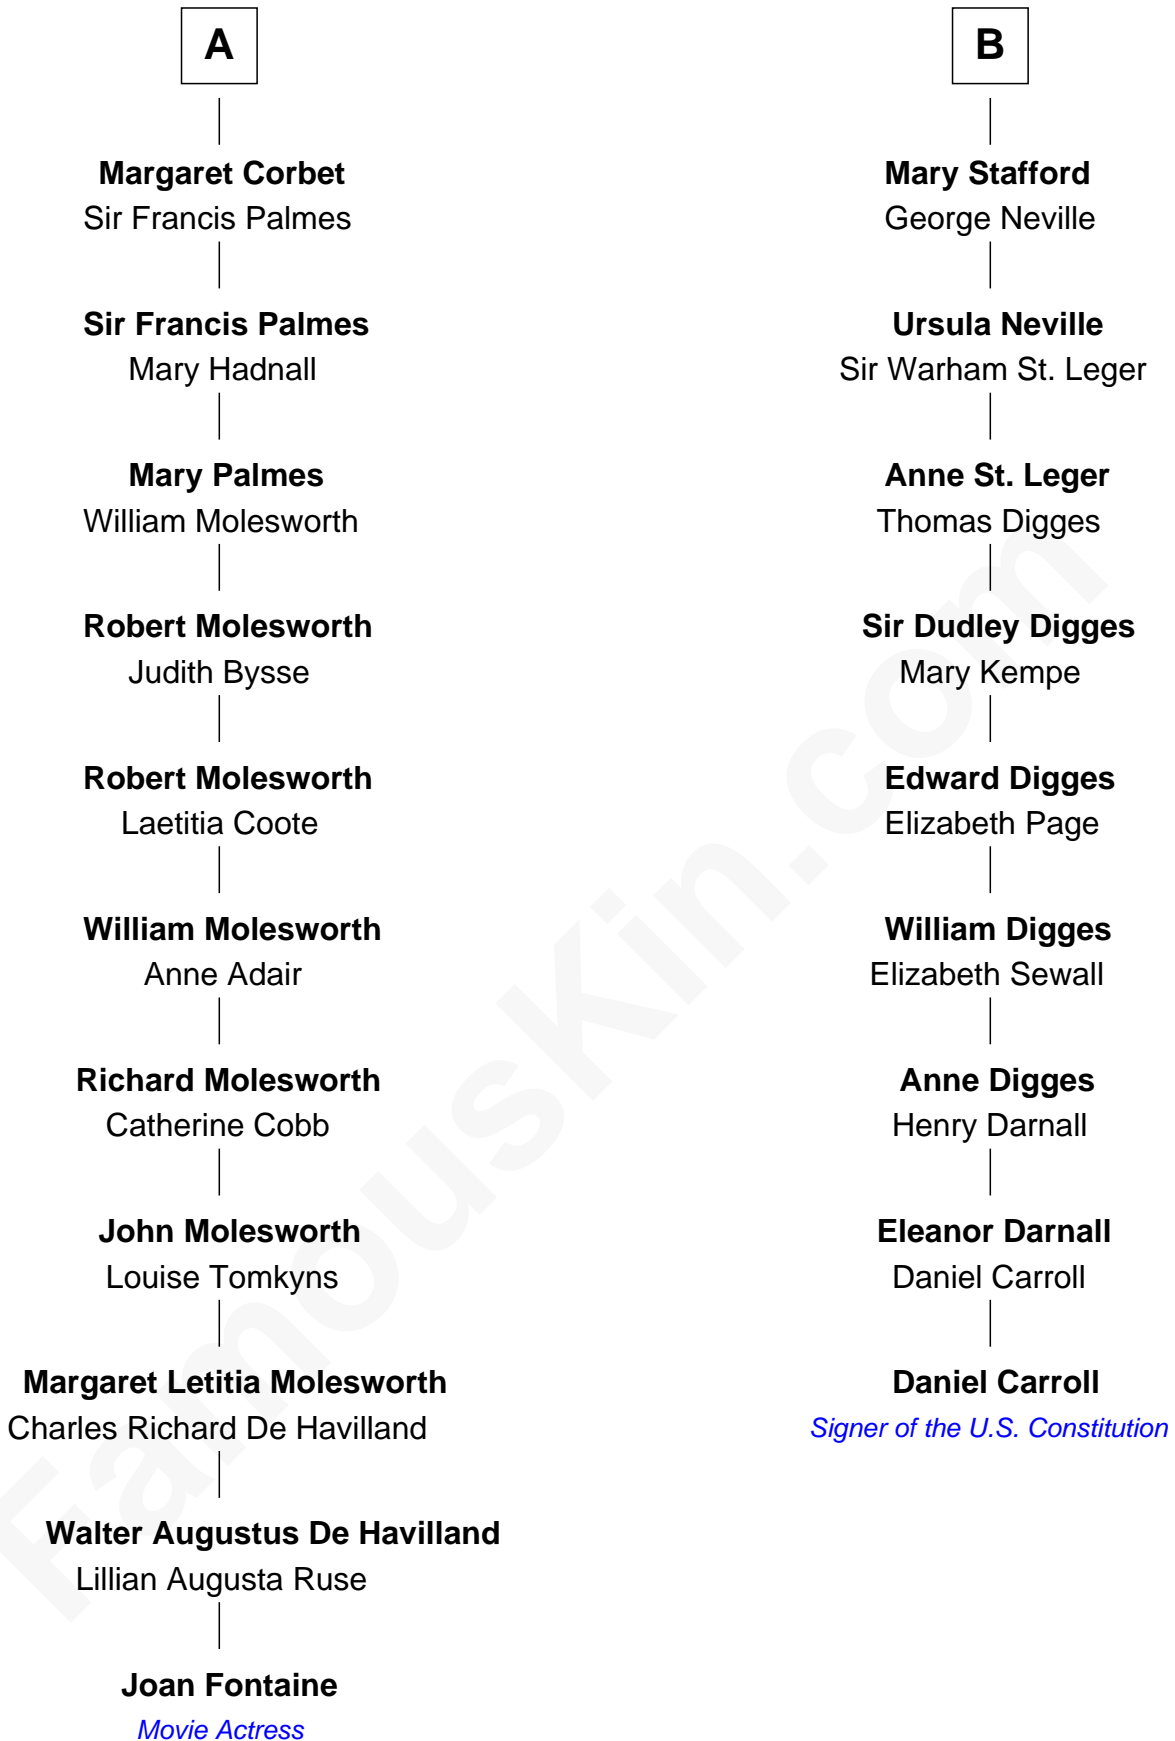 A
Margaret Corbet
Sir Francis Palmes
Sir Francis Palmes
Mary Hadnall
Mary Palmes
William Molesworth
Robert Molesworth
Judith Bysse
Robert Molesworth
Laetitia Coote
William Molesworth
Anne Adair
Richard Molesworth
Catherine Cobb
John Molesworth
Louise Tomkyns
Margaret Letitia Molesworth
Charles Richard De Havilland
Walter Augustus De Havilland
Lillian Augusta Ruse
Joan Fontaine
Movie Actress
B
Mary Stafford
George Neville
Ursula Neville
Sir Warham St. Leger
Anne St. Leger
Thomas Digges
Sir Dudley Digges
Mary Kempe
Edward Digges
Elizabeth Page
William Digges
Elizabeth Sewall
Anne Digges
Henry Darnall
Eleanor Darnall
Daniel Carroll
Daniel Carroll
Signer of the U.S. Constitution
FamousKin.com